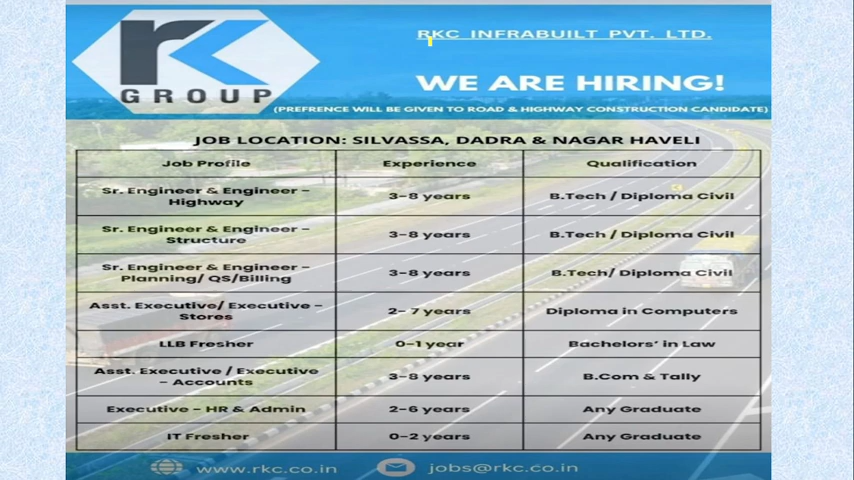 RK
GROUP
RKC INFRABUILT PVT. LTD.
WE ARE HIRING!
(PREFRENCE WILL BE GIVEN TO ROAD & HIGHWAY CONSTRUCTION CANDIDATE)
JOB LOCATION: SILVASSA, DADRA & NAGAR HAVELI
Job Profile Experience Qualification
Sr. Engineer & Engineer –
Highway 3–8 years B.Tech / Diploma Civil
Sr. Engineer & Engineer –
Structure 3–8 years B.Tech / Diploma Civil
Sr. Engineer & Engineer –
Planning/ QS/Billing 3–8 years B.Tech/ Diploma Civil
Asst. Executive/ Executive –
Stores 2– 7 years Diploma in Computers
LLB Fresher 0–1 year Bachelors’ in Law
Asst. Executive / Executive
– Accounts 3–8 years B.Com & Tally
Executive – HR & Admin 2–6 years Any Graduate
IT Fresher 0–2 years Any Graduate
www.rkc.co.in jobs@rkc.co.in